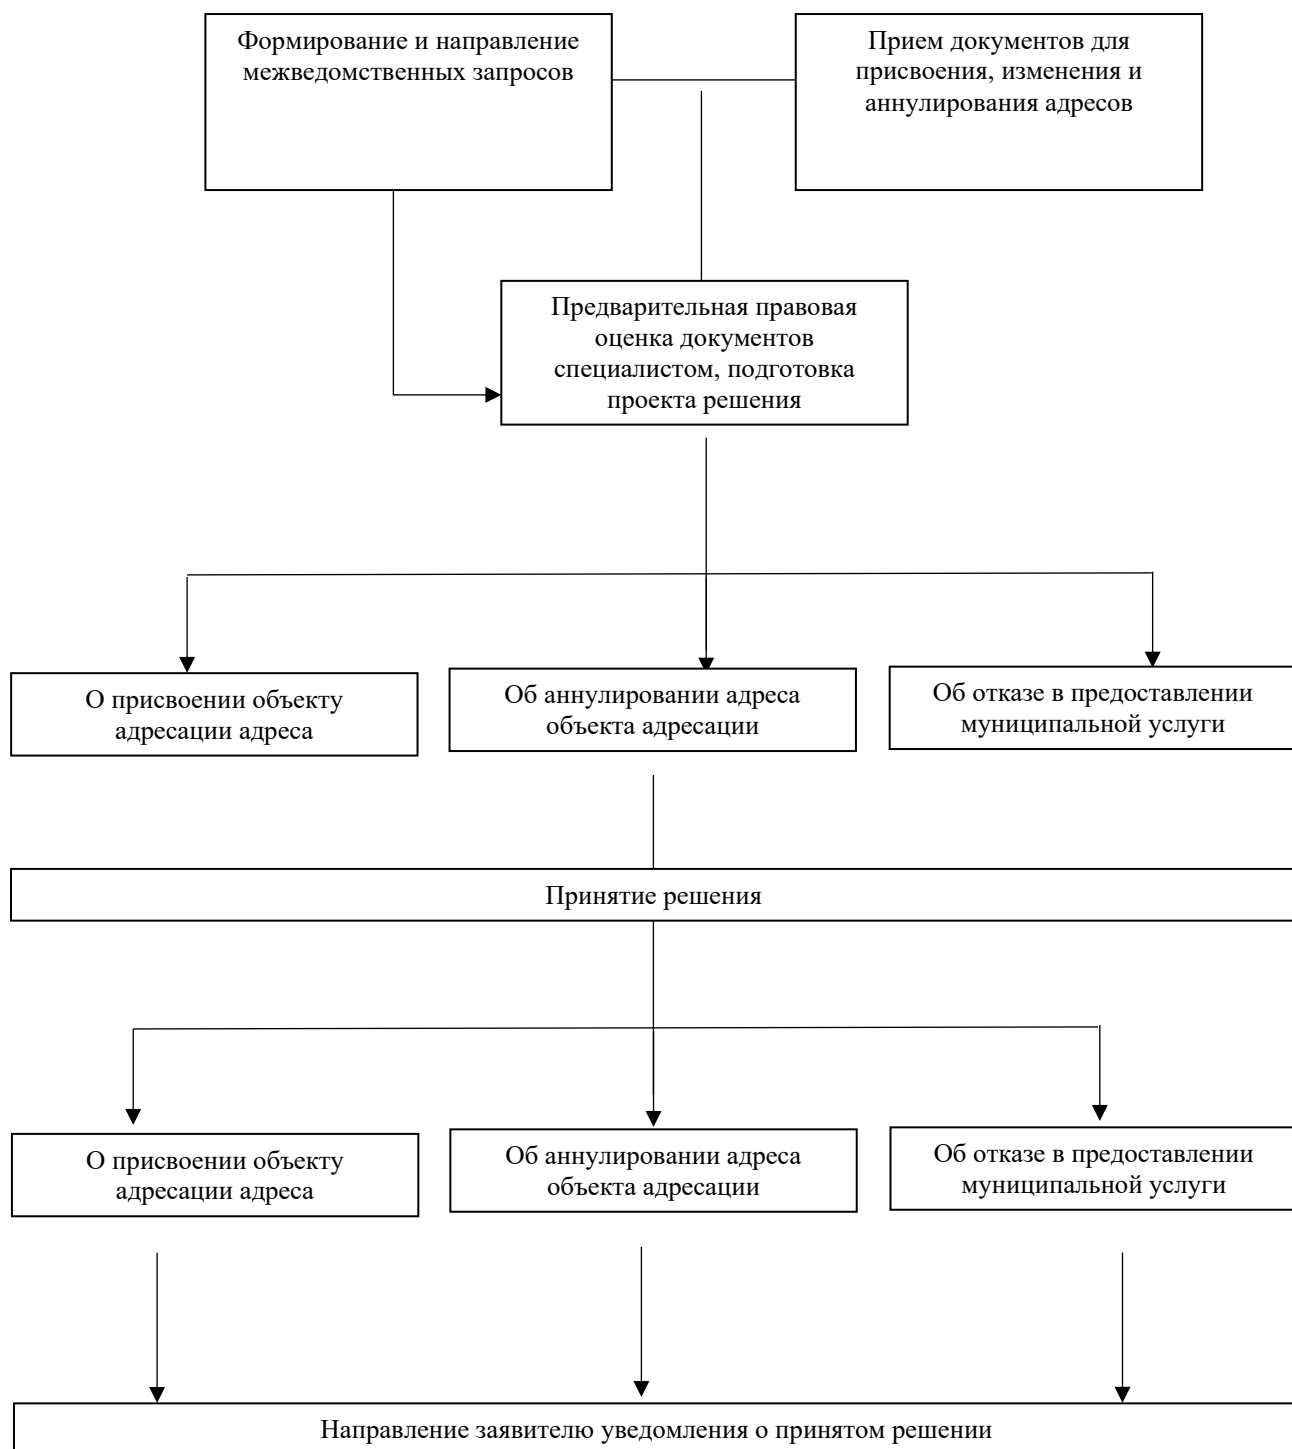 Формирование и направление
межведомственных запросов
Прием документов для
присвоения, изменения и
аннулирования адресов
Предварительная правовая
оценка документов
специалистом, подготовка
проекта решения
О присвоении объекту
адресации адреса
Об аннулировании адреса
объекта адресации
Об отказе в предоставлении
муниципальной услуги
Принятие решения
О присвоении объекту
адресации адреса
Об аннулировании адреса
объекта адресации
Об отказе в предоставлении
муниципальной услуги
Направление заявителю уведомления о принятом решении